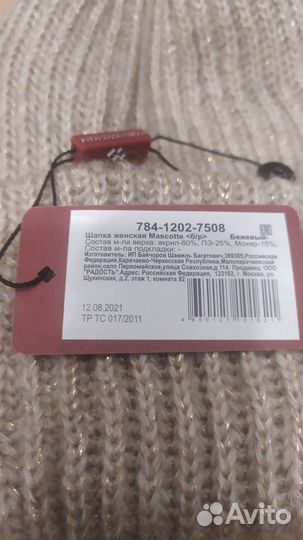 784-1202-7508
Шапка женская Mascotte <б/р> Бежевый-
Состав м-ла верха: акрил-60%, ПЭ-25%, Мохер-15%,
Состав м-ла подкладки: -
Изготовитель: ИП Байчоров Шамиль Багатович,369385,Российская
Федерация,Карачаево-Черкесская Республика,Малокарачаевский
район,село Первомайское,улица Совхозная,д 114; Продавец: ООО
"РАДОСТЬ".Адрес: Российская Федерация, 123182, г. Москва, ул.
Щукинская, д.2, этаж 1, комната 92
12.08.2021
ТР ТС 017/2011
Avito